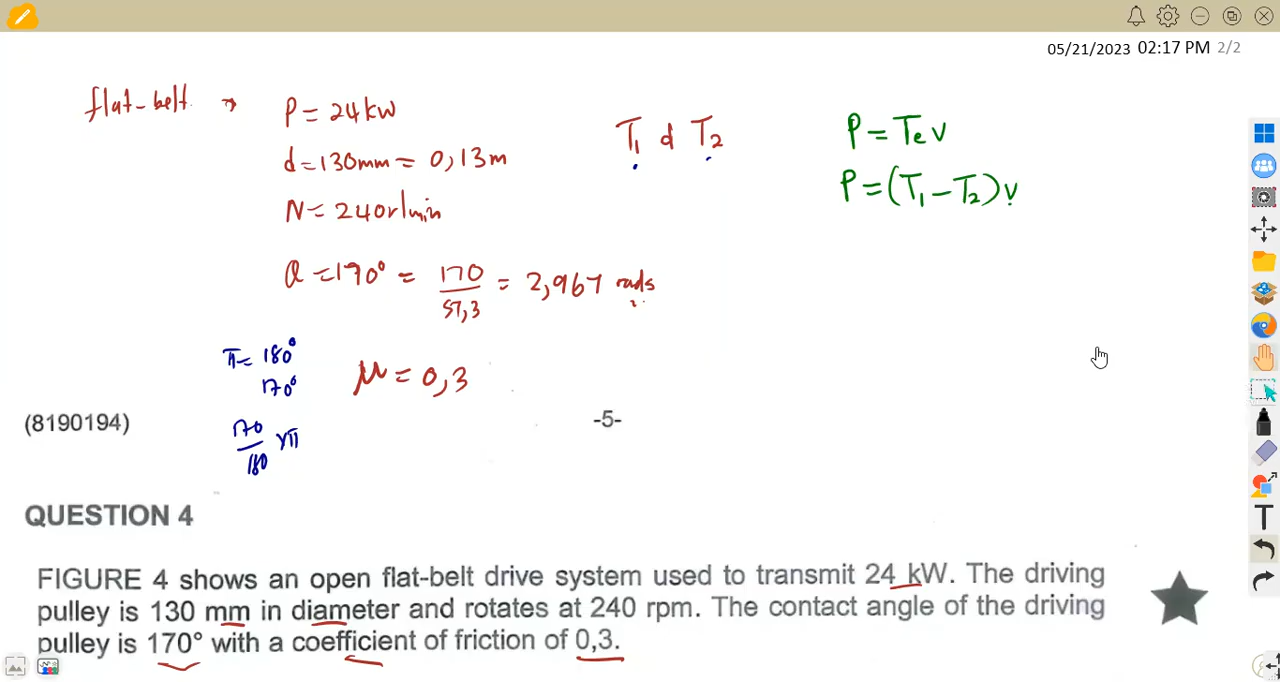 05/21/2023 02:17 PM 2/2
flat-belt → P = 24 kW
d = 130mm = 0,13m
N = 240r/min
θ = 170° = 170/57,3 = 2,967 rads
T₁ & T₂
P = Te v
P = (T₁ - T₂) v
π = 180°
170°
170/180 × π
μ = 0,3
(8190194) -5-
QUESTION 4
FIGURE 4 shows an open flat-belt drive system used to transmit 24 kW. The driving
pulley is 130 mm in diameter and rotates at 240 rpm. The contact angle of the driving
pulley is 170° with a coefficient of friction of 0,3.
T